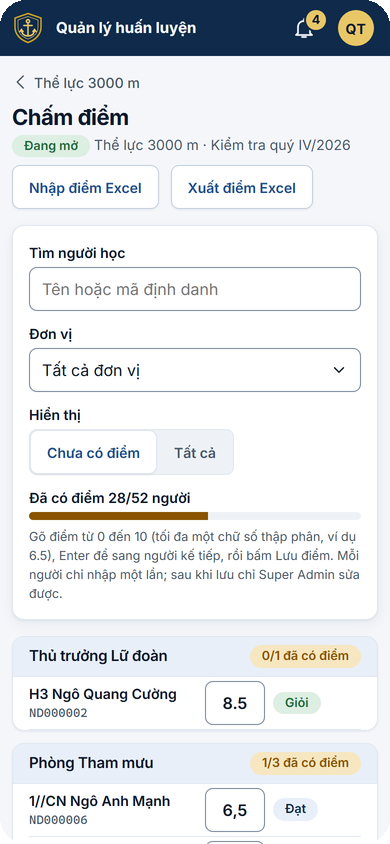 Quản lý huấn luyện
4
QT
Thể lực 3000 m
Chấm điểm
Đang mở Thể lực 3000 m · Kiểm tra quý IV/2026
Nhập điểm Excel
Xuất điểm Excel
Tìm người học
Tên hoặc mã định danh
Đơn vị
Tất cả đơn vị
Hiển thị
Chưa có điểm
Tất cả
Đã có điểm 28/52 người
Gõ điểm từ 0 đến 10 (tối đa một chữ số thập phân, ví dụ
6.5), Enter để sang người kế tiếp, rồi bấm Lưu điểm. Mỗi
người chỉ nhập một lần; sau khi lưu chỉ Super Admin sửa
được.
Thủ trưởng Lữ đoàn
0/1 đã có điểm
H3 Ngô Quang Cường
ND000002
8.5
Giỏi
Phòng Tham mưu
1/3 đã có điểm
1//CN Ngô Anh Mạnh
ND000006
6,5
Đạt